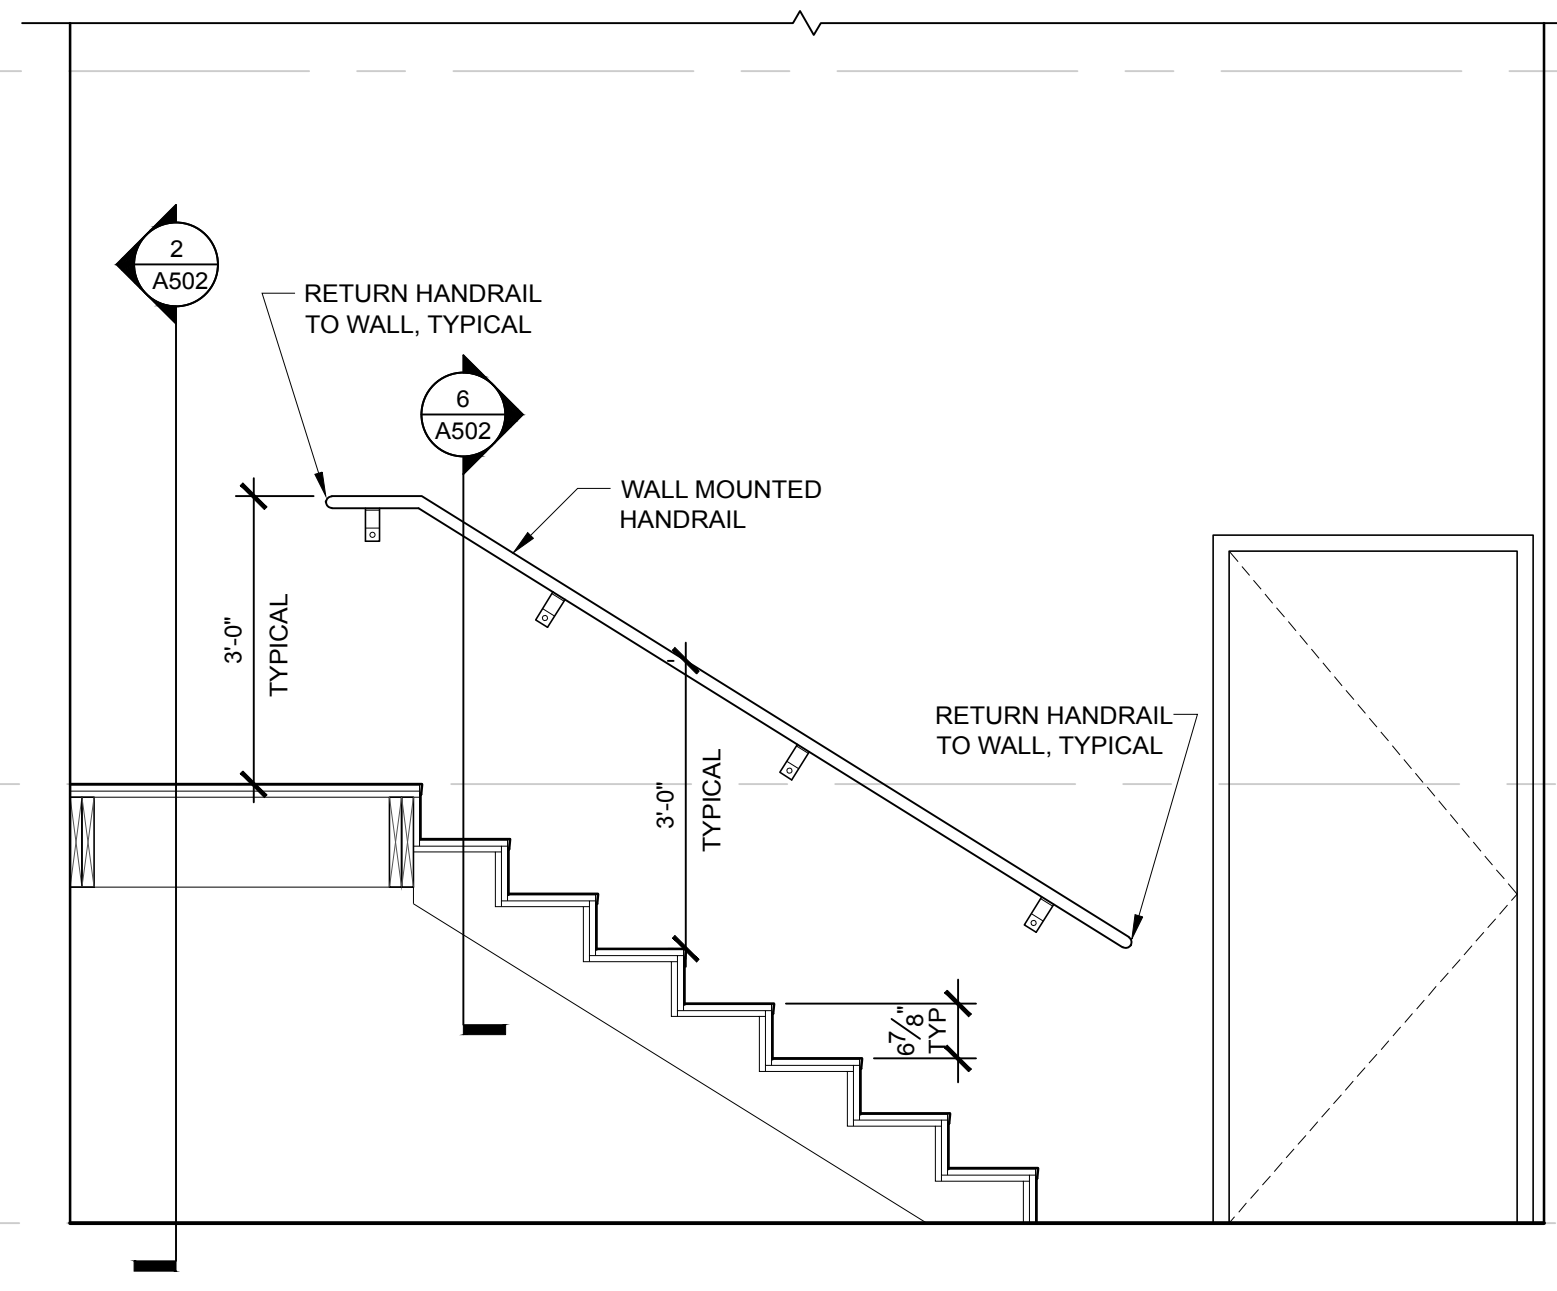 2
A502
RETURN HANDRAIL
TO WALL, TYPICAL
6
A502
WALL MOUNTED
HANDRAIL
3'-0"
TYPICAL
3'-0"
TYPICAL
RETURN HANDRAIL
TO WALL, TYPICAL
6 7/8"
TYP